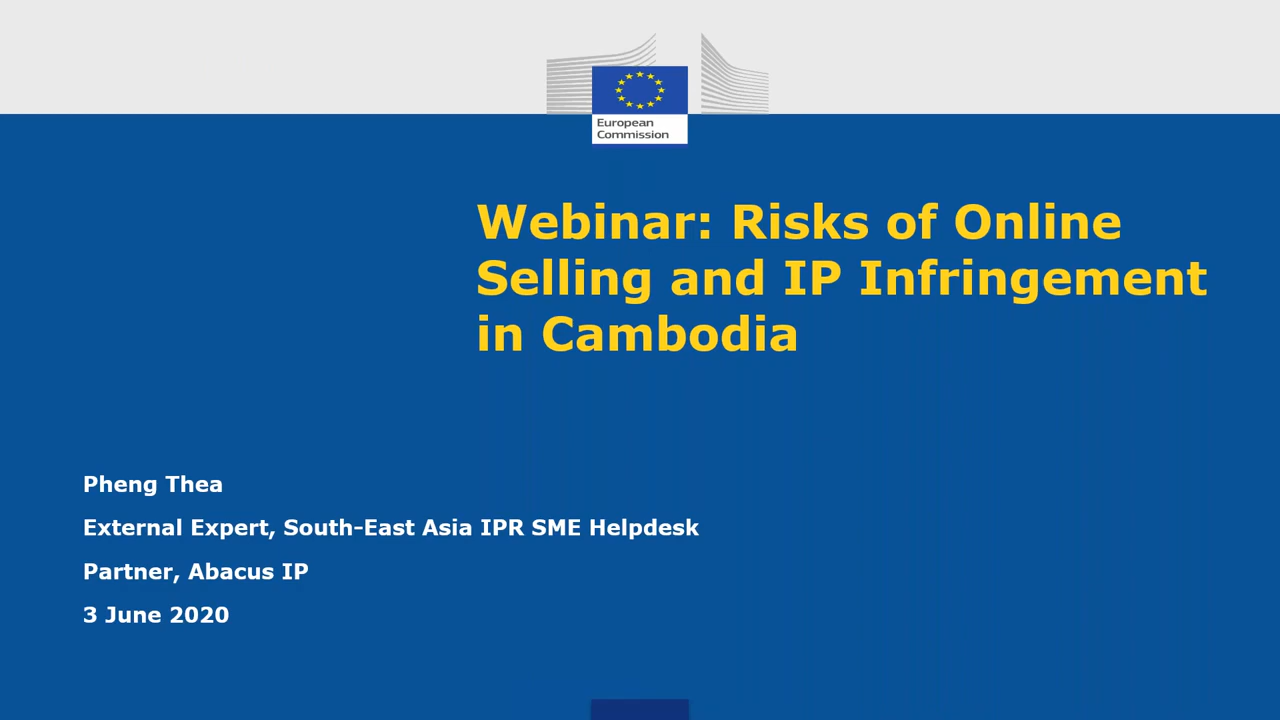 European
Commission
Webinar: Risks of Online
Selling and IP Infringement
in Cambodia
Pheng Thea
External Expert, South-East Asia IPR SME Helpdesk
Partner, Abacus IP
3 June 2020